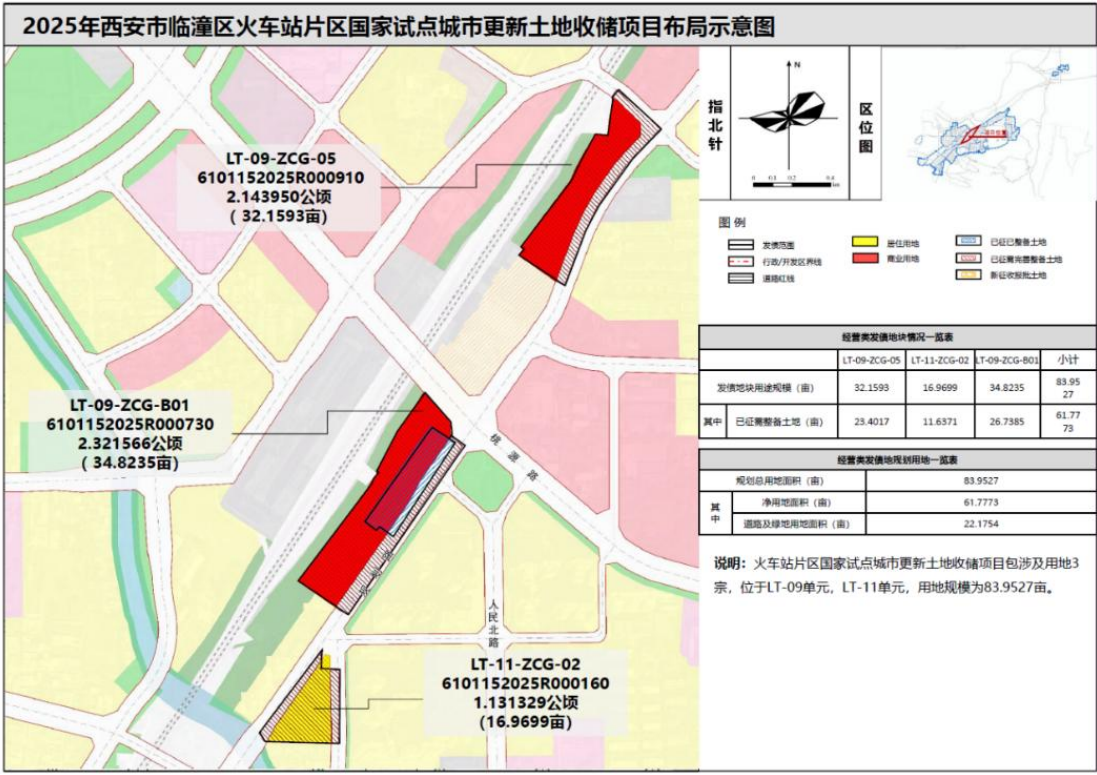 2025年西安市临潼区火车站片区国家试点城市更新土地收储项目布局示意图
LT-09-ZCG-05
6101152025R000910
2.143950公顷
（ 32.1593亩）
LT-09-ZCG-B01
6101152025R000730
2.321566公顷
（ 34.8235亩）
LT-11-ZCG-02
6101152025R000160
1.131329公顷
（16.9699亩）
桃源路
人民北路
指北针
N
0 0.1 0.2 0.4
km
区位图
图例
发债范围
行政/开发区界线
道路红线
居住用地
商业用地
已征已整备土地
已征需完善整备土地
新征收报批土地
经营类发债地块情况一览表
LT-09-ZCG-05 LT-11-ZCG-02 LT-09-ZCG-B01 小计
发债地块用途规模（亩） 32.1593 16.9699 34.8235 83.9527
其中 已征需整备土地（亩） 23.4017 11.6371 26.7385 61.7773
经营类发债地规划用地一览表
规划总用地面积（亩） 83.9527
其中 净用地面积（亩） 61.7773
道路及绿地用地面积（亩） 22.1754
说明：火车站片区国家试点城市更新土地收储项目包涉及用地3
宗，位于LT-09单元，LT-11单元，用地规模为83.9527亩。